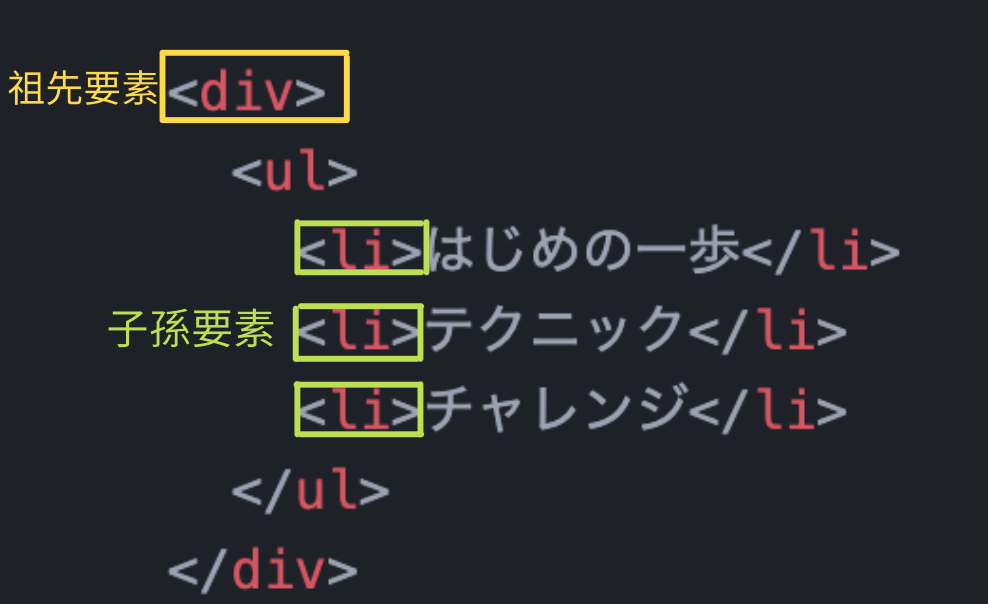 祖先要素<div>
<ul>
<li>はじめの一歩</li>
子孫要素 <li>テクニック</li>
<li>チャレンジ</li>
</ul>
</div>